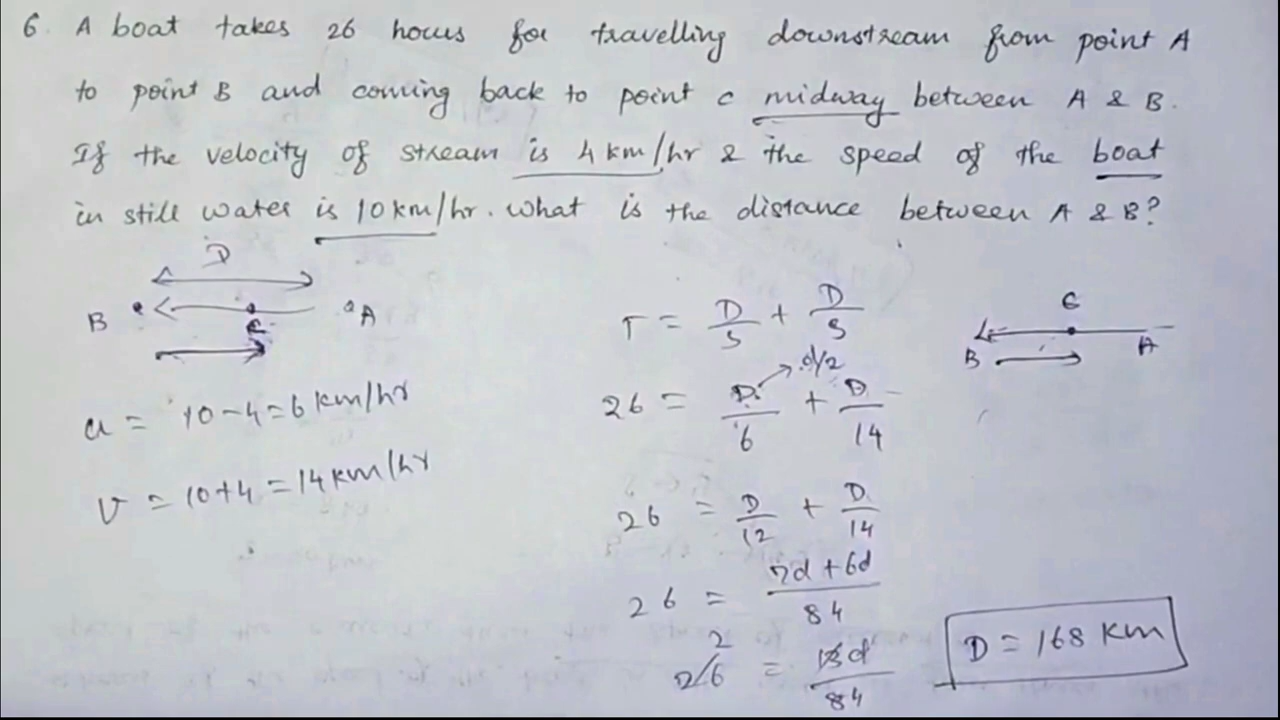 6. A boat takes 26 hours for travelling downstream from point A
to point B and coming back to point C midway between A & B.
If the velocity of stream is 4 km/hr & the speed of the boat
in still water is 10 km/hr. What is the distance between A & B?
D
B C A
u = 10-4 = 6 km/hr
v = 10+4 = 14 km/hr
T = D/S + D/S
26 = D/6 + D/14
d/2
26 = D/12 + D/14
26 = 7d + 6d / 84
2
26 = 13d / 84
C
B A
D = 168 Km